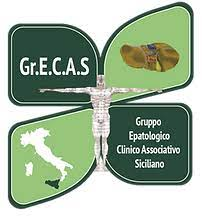 Gr.E.C.A.S
Gruppo
Epatologico
Clinico Associativo
Siciliano